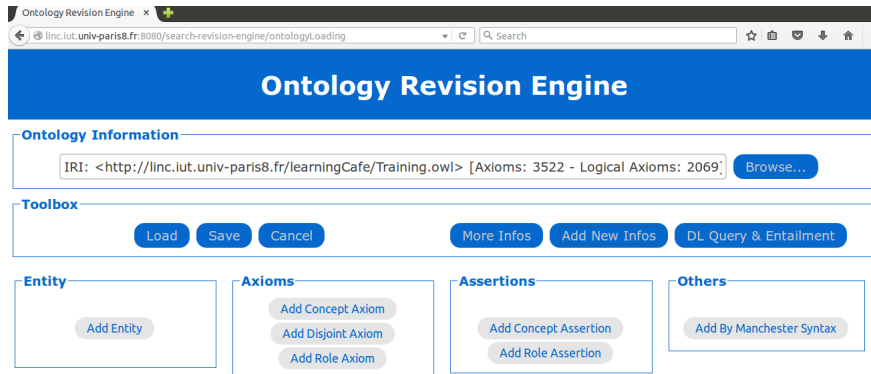 Ontology Revision Engine ×
linc.iut.univ-paris8.fr:8080/search-revision-engine/ontologyLoading Search
Ontology Revision Engine
Ontology Information
IRI: <http://linc.iut.univ-paris8.fr/learningCafe/Training.owl> [Axioms: 3522 - Logical Axioms: 2069] Browse...
Toolbox
Load Save Cancel More Infos Add New Infos DL Query & Entailment
Entity Axioms Assertions Others
Add Concept Axiom
Add Entity Add Disjoint Axiom Add Concept Assertion Add By Manchester Syntax
Add Role Axiom Add Role Assertion